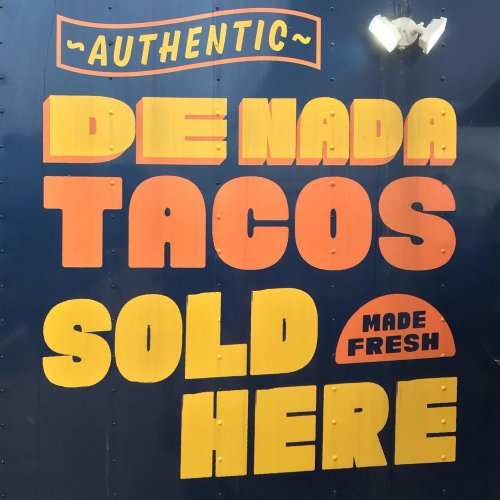 ~AUTHENTIC~
DE NADA
TACOS
SOLD
MADE
FRESH
HERE